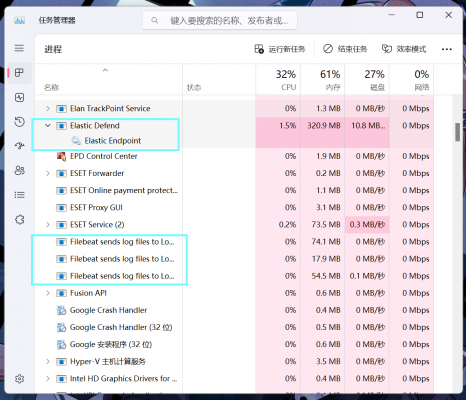 任务管理器
键入要搜索的名称、发布者或...
进程
运行新任务 结束任务 效率模式
32% 61% 27% 0%
名称 状态 CPU 内存 磁盘 网络
Elan TrackPoint Service 0% 1.3 MB 0 MB/秒 0 Mbps
Elastic Defend 1.5% 320.9 MB 10.8 MB... 0 Mbps
Elastic Endpoint
EPD Control Center 0% 1.9 MB 0 MB/秒 0 Mbps
ESET Forwarder 0% 0.2 MB 0 MB/秒 0 Mbps
ESET Online payment protect... 0% 1.1 MB 0 MB/秒 0 Mbps
ESET Proxy GUI 0% 3.1 MB 0 MB/秒 0 Mbps
ESET Service (2) 0.2% 73.5 MB 0.3 MB/秒 0 Mbps
Filebeat sends log files to Lo... 0% 74.1 MB 0 MB/秒 0 Mbps
Filebeat sends log files to Lo... 0% 17.9 MB 0 MB/秒 0 Mbps
Filebeat sends log files to Lo... 0% 54.5 MB 0.1 MB/秒 0 Mbps
Fusion API 0% 0.6 MB 0 MB/秒 0 Mbps
Google Crash Handler 0% 0.5 MB 0 MB/秒 0 Mbps
Google Crash Handler (32 位) 0% 0.4 MB 0 MB/秒 0 Mbps
Google 安装程序 (32 位) 0% 0.6 MB 0 MB/秒 0 Mbps
Hyper-V 主机计算服务 0% 3.5 MB 0 MB/秒 0 Mbps
Intel HD Graphics Drivers for ... 0% 0.4 MB 0 MB/秒 0 Mbps